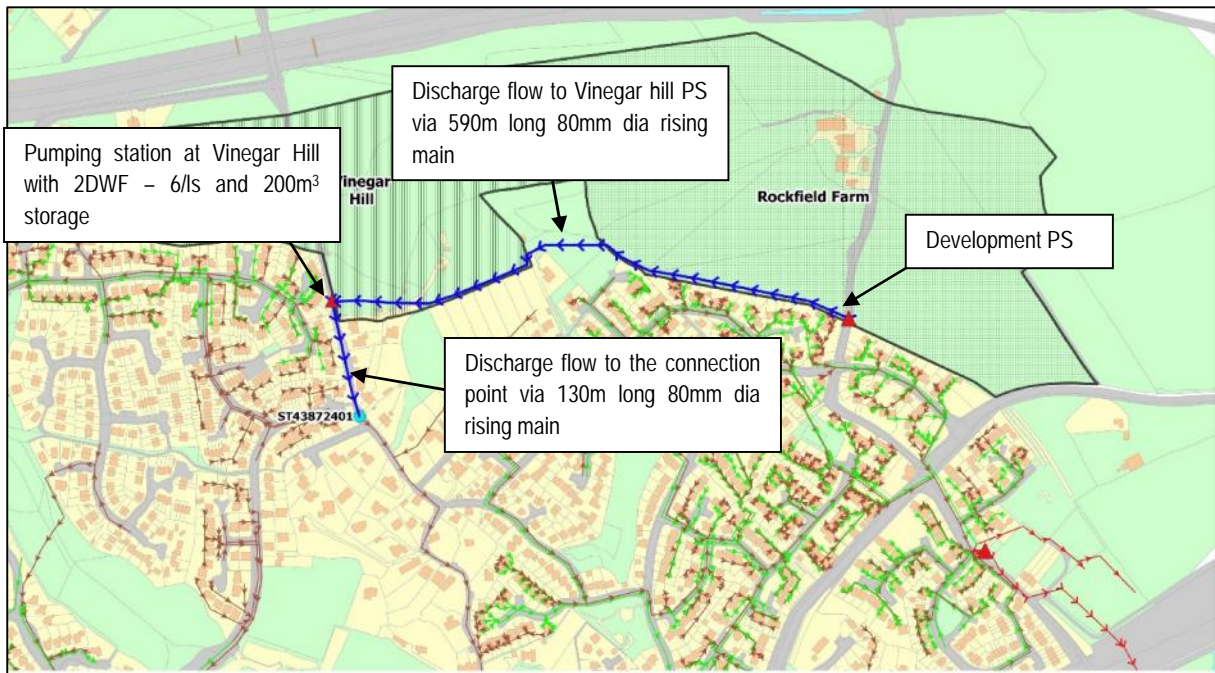 Discharge flow to Vinegar hill PS
via 590m long 80mm dia rising
main
Pumping station at Vinegar Hill
with 2DWF – 6/ls and 200m³
storage
Vinegar
Hill
Rockfield Farm
Development PS
Discharge flow to the connection
point via 130m long 80mm dia
rising main
ST43872401